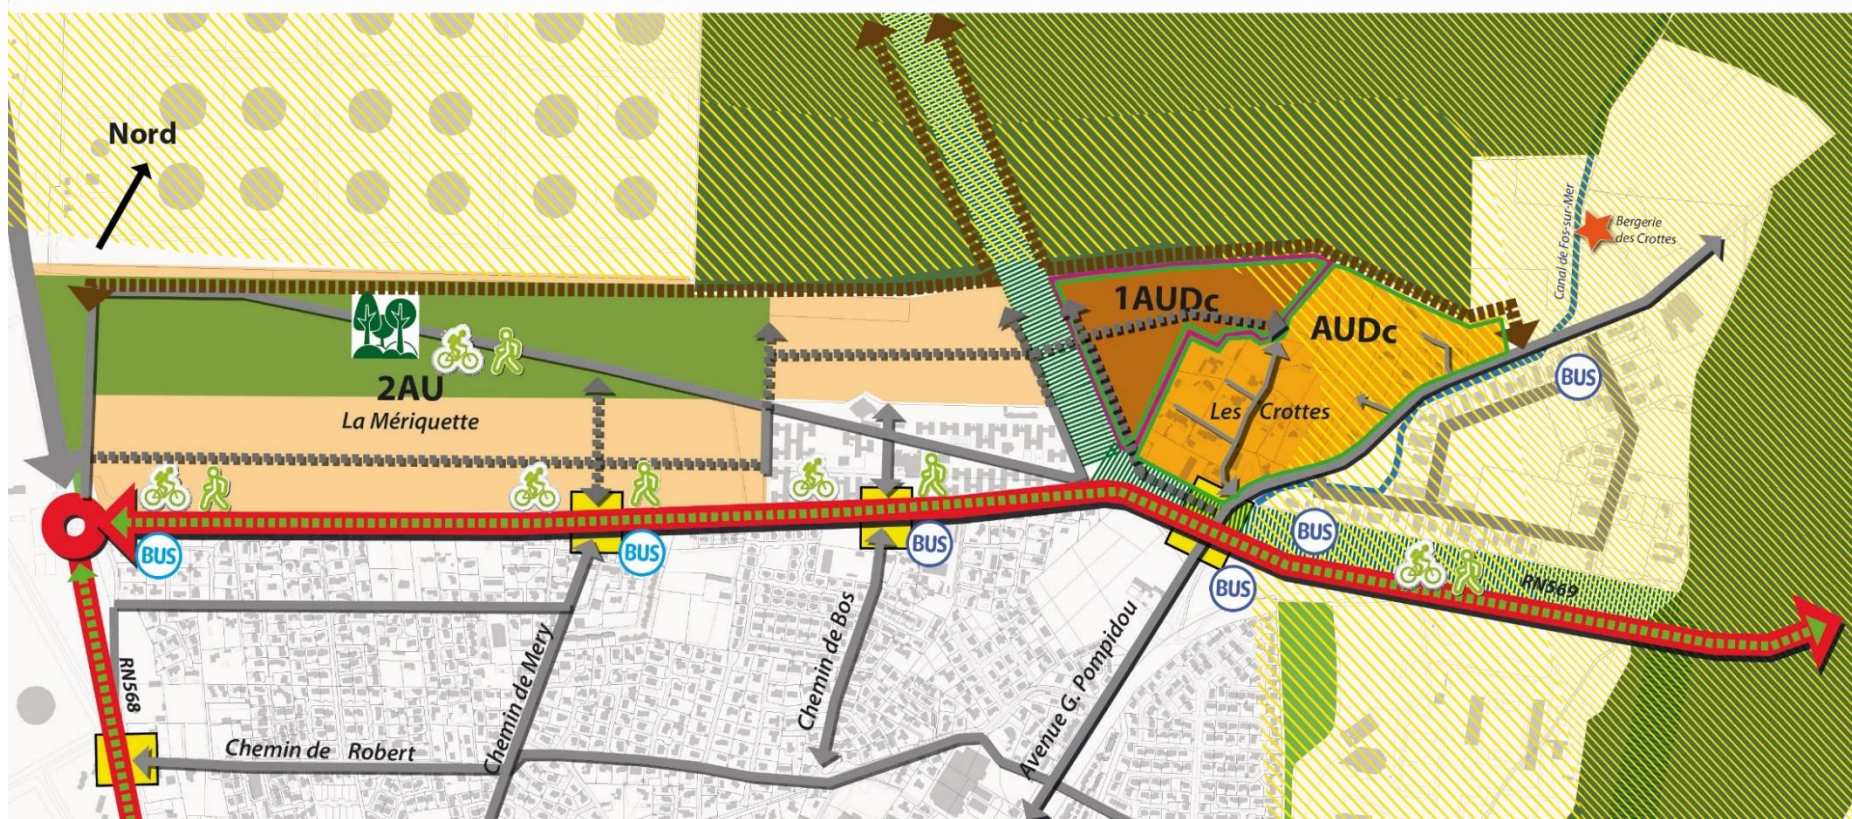 Nord
Canal de Fos-sur-Mer
Bergerie
des Crottes
1AUDc
AUDc
2AU
La Mériquette
Les Crottes
BUS
BUS
BUS
BUS
BUS
BUS
RN569
RN568
Chemin de Mery
Chemin de Bos
Avenue G. Pompidou
Chemin de Robert